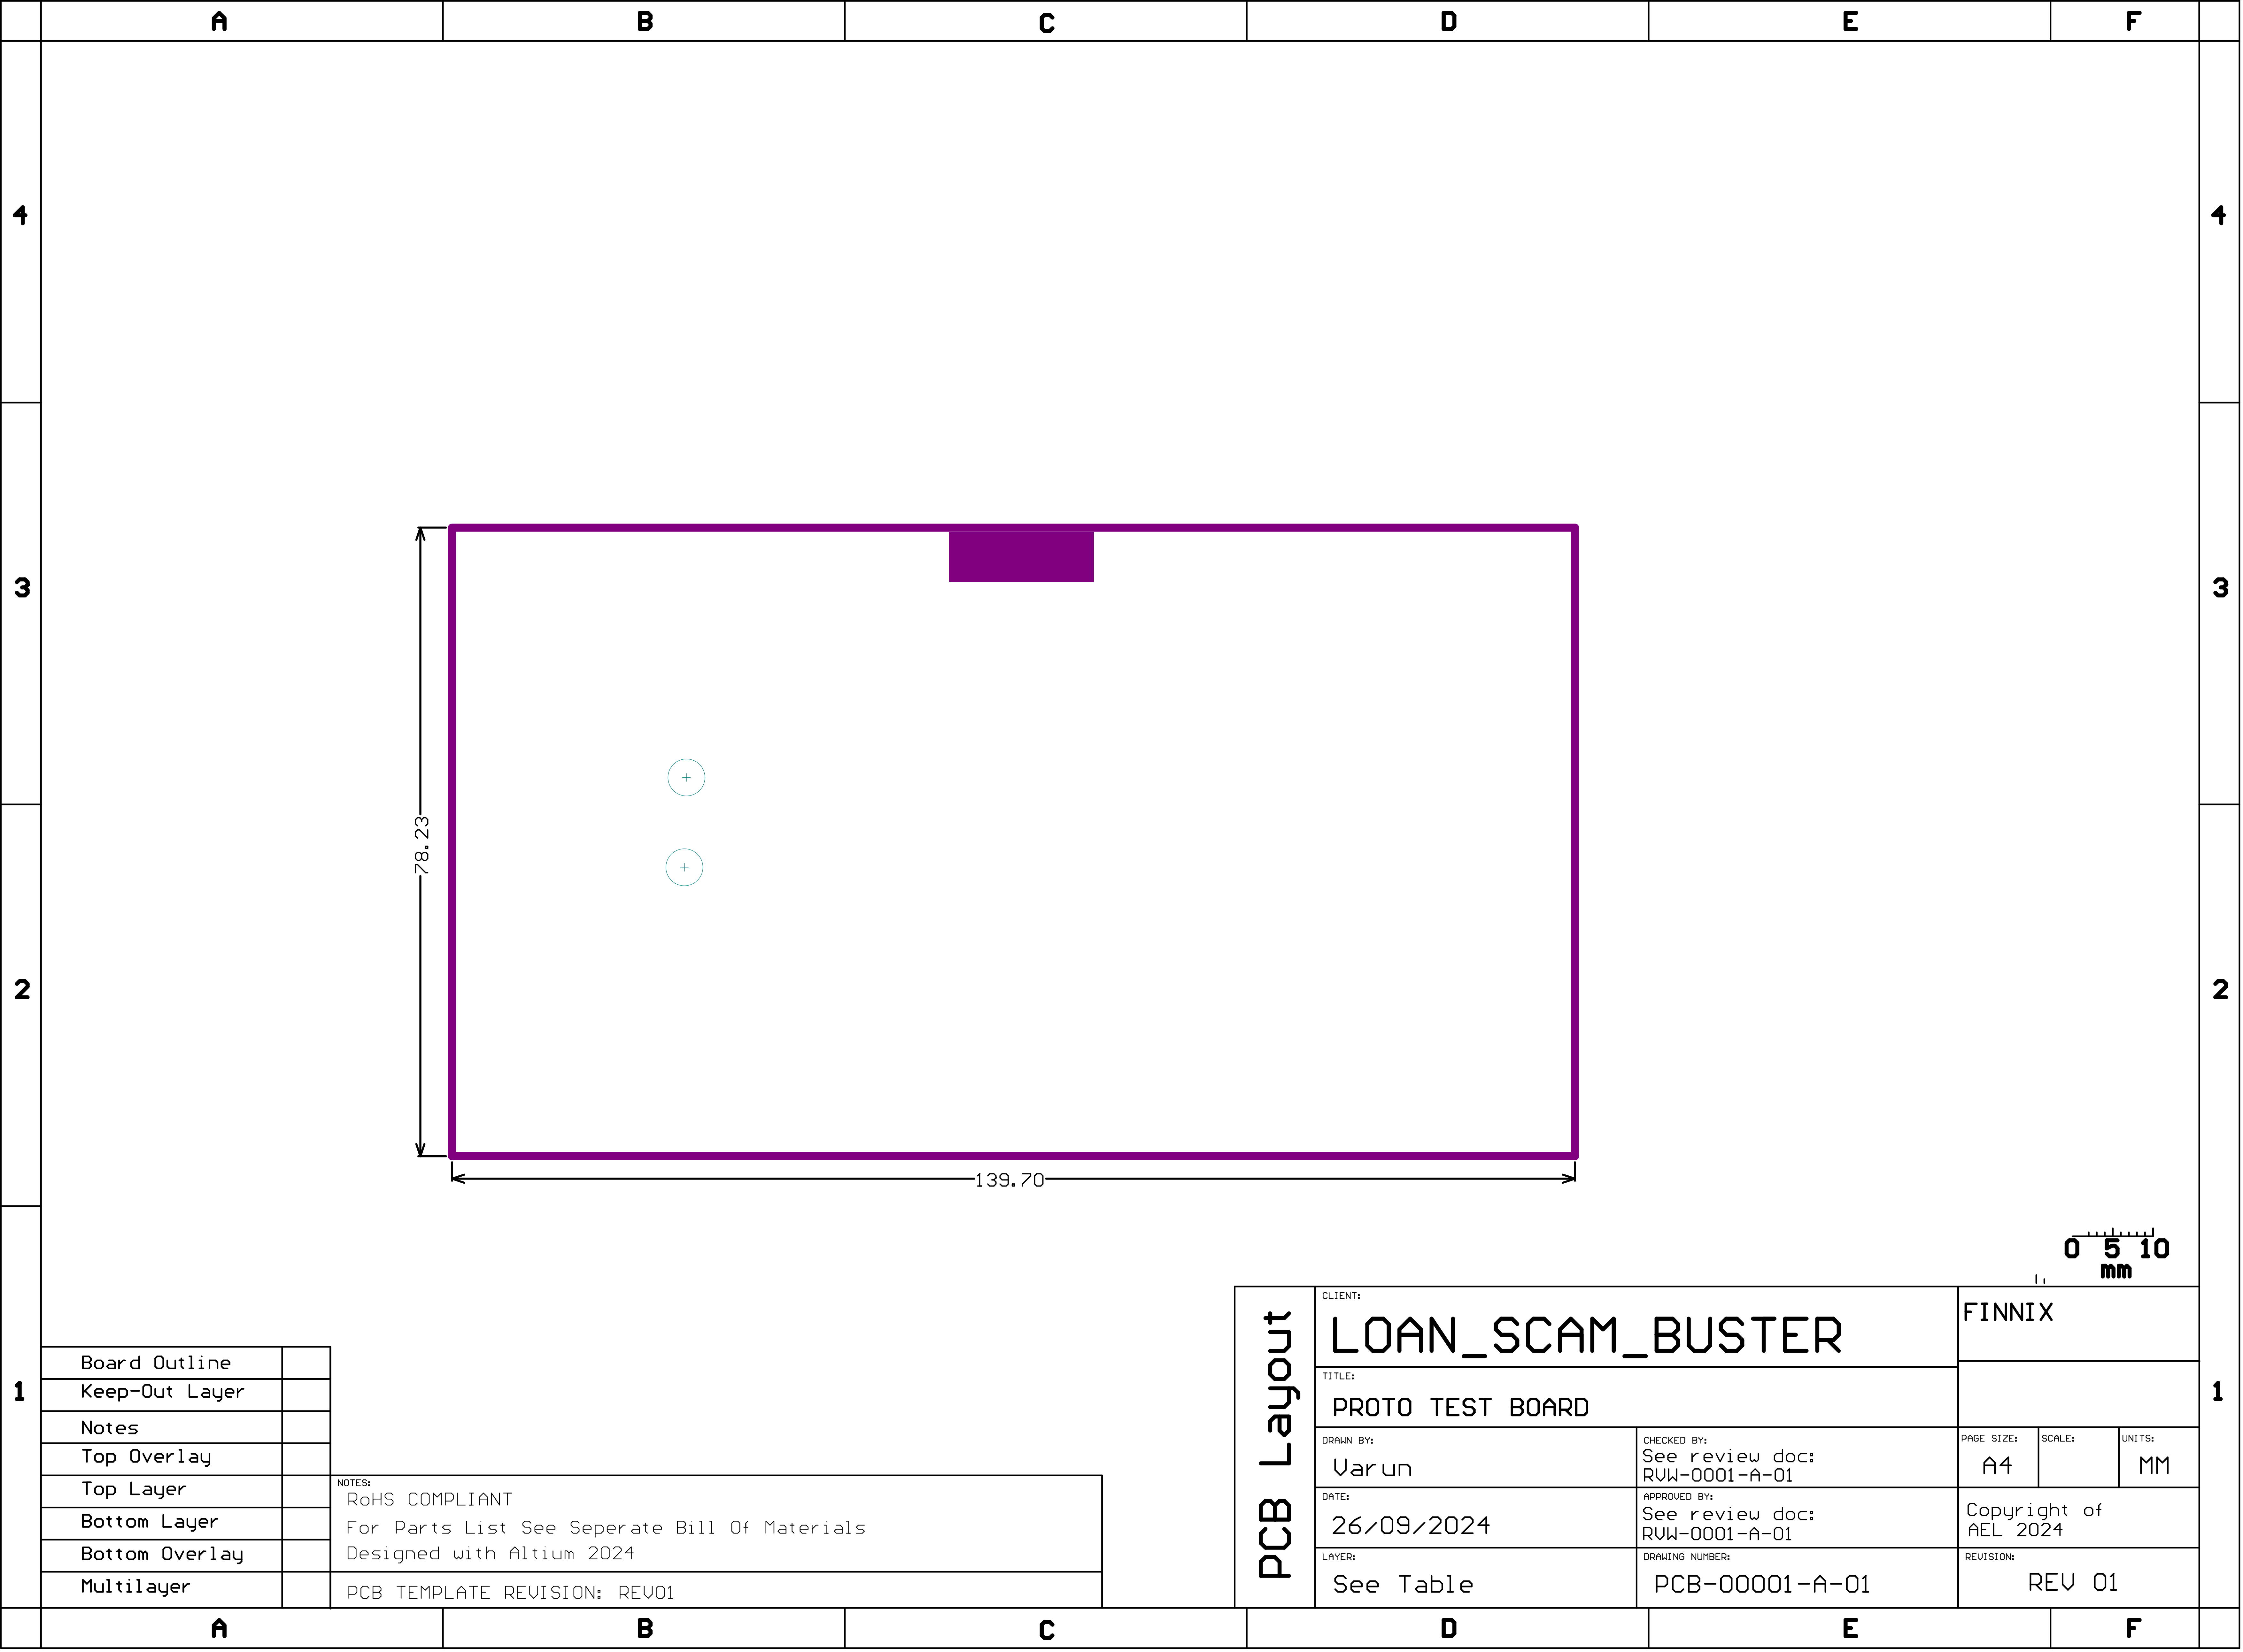 A B C D E F
4 4
3 3
78.23
2 2
139.70
0 5 10
mm
1 1
Board Outline
Keep-Out Layer
Notes
Top Overlay
Top Layer
Bottom Layer
Bottom Overlay
Multilayer
NOTES:
RoHS COMPLIANT
For Parts List See Seperate Bill Of Materials
Designed with Altium 2024
PCB TEMPLATE REVISION: REV01
PCB Layout
CLIENT:
LOAN_SCAM_BUSTER
FINNIX
TITLE:
PROTO TEST BOARD
DRAWN BY:
Varun
CHECKED BY:
See review doc:
RVW-0001-A-01
PAGE SIZE:
A4
SCALE:
UNITS:
MM
DATE:
26/09/2024
APPROVED BY:
See review doc:
RVW-0001-A-01
Copyright of
AEL 2024
LAYER:
See Table
DRAWING NUMBER:
PCB-00001-A-01
REVISION:
REV 01
A B C D E F